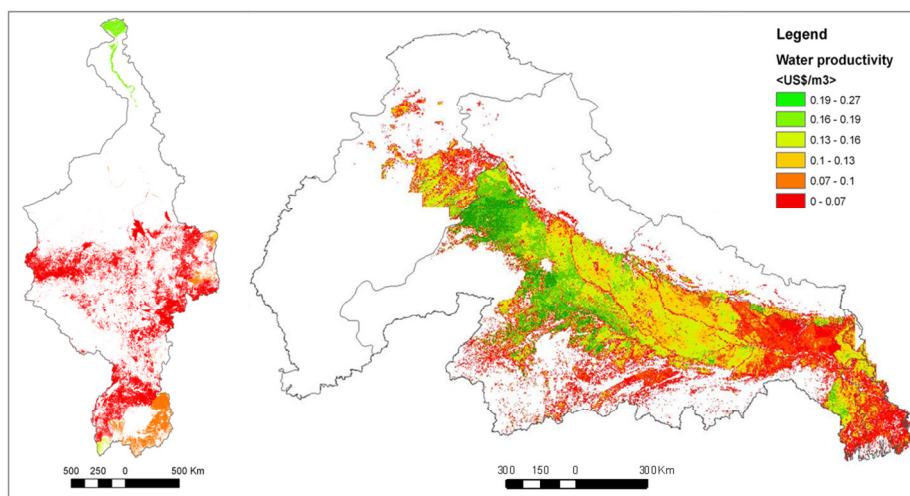 Legend
Water productivity
<US$/m3>
0.19 - 0.27
0.16 - 0.19
0.13 - 0.16
0.1 - 0.13
0.07 - 0.1
0 - 0.07
500 250 0 500 Km
300 150 0 300 Km